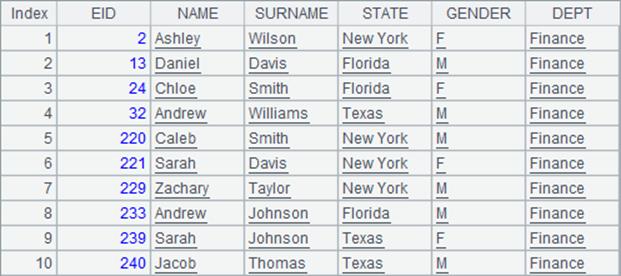 Index EID NAME SURNAME STATE GENDER DEPT
1 2 Ashley Wilson New York F Finance
2 13 Daniel Davis Florida M Finance
3 24 Chloe Smith Florida F Finance
4 32 Andrew Williams Texas M Finance
5 220 Caleb Smith New York M Finance
6 221 Sarah Davis New York F Finance
7 229 Zachary Taylor New York M Finance
8 233 Andrew Johnson Florida M Finance
9 239 Sarah Johnson Texas F Finance
10 240 Jacob Thomas Texas M Finance